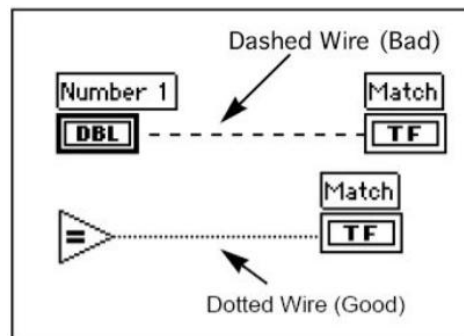 Dashed Wire (Bad)
Number 1
Match
DBL
TF
Match
=
TF
Dotted Wire (Good)